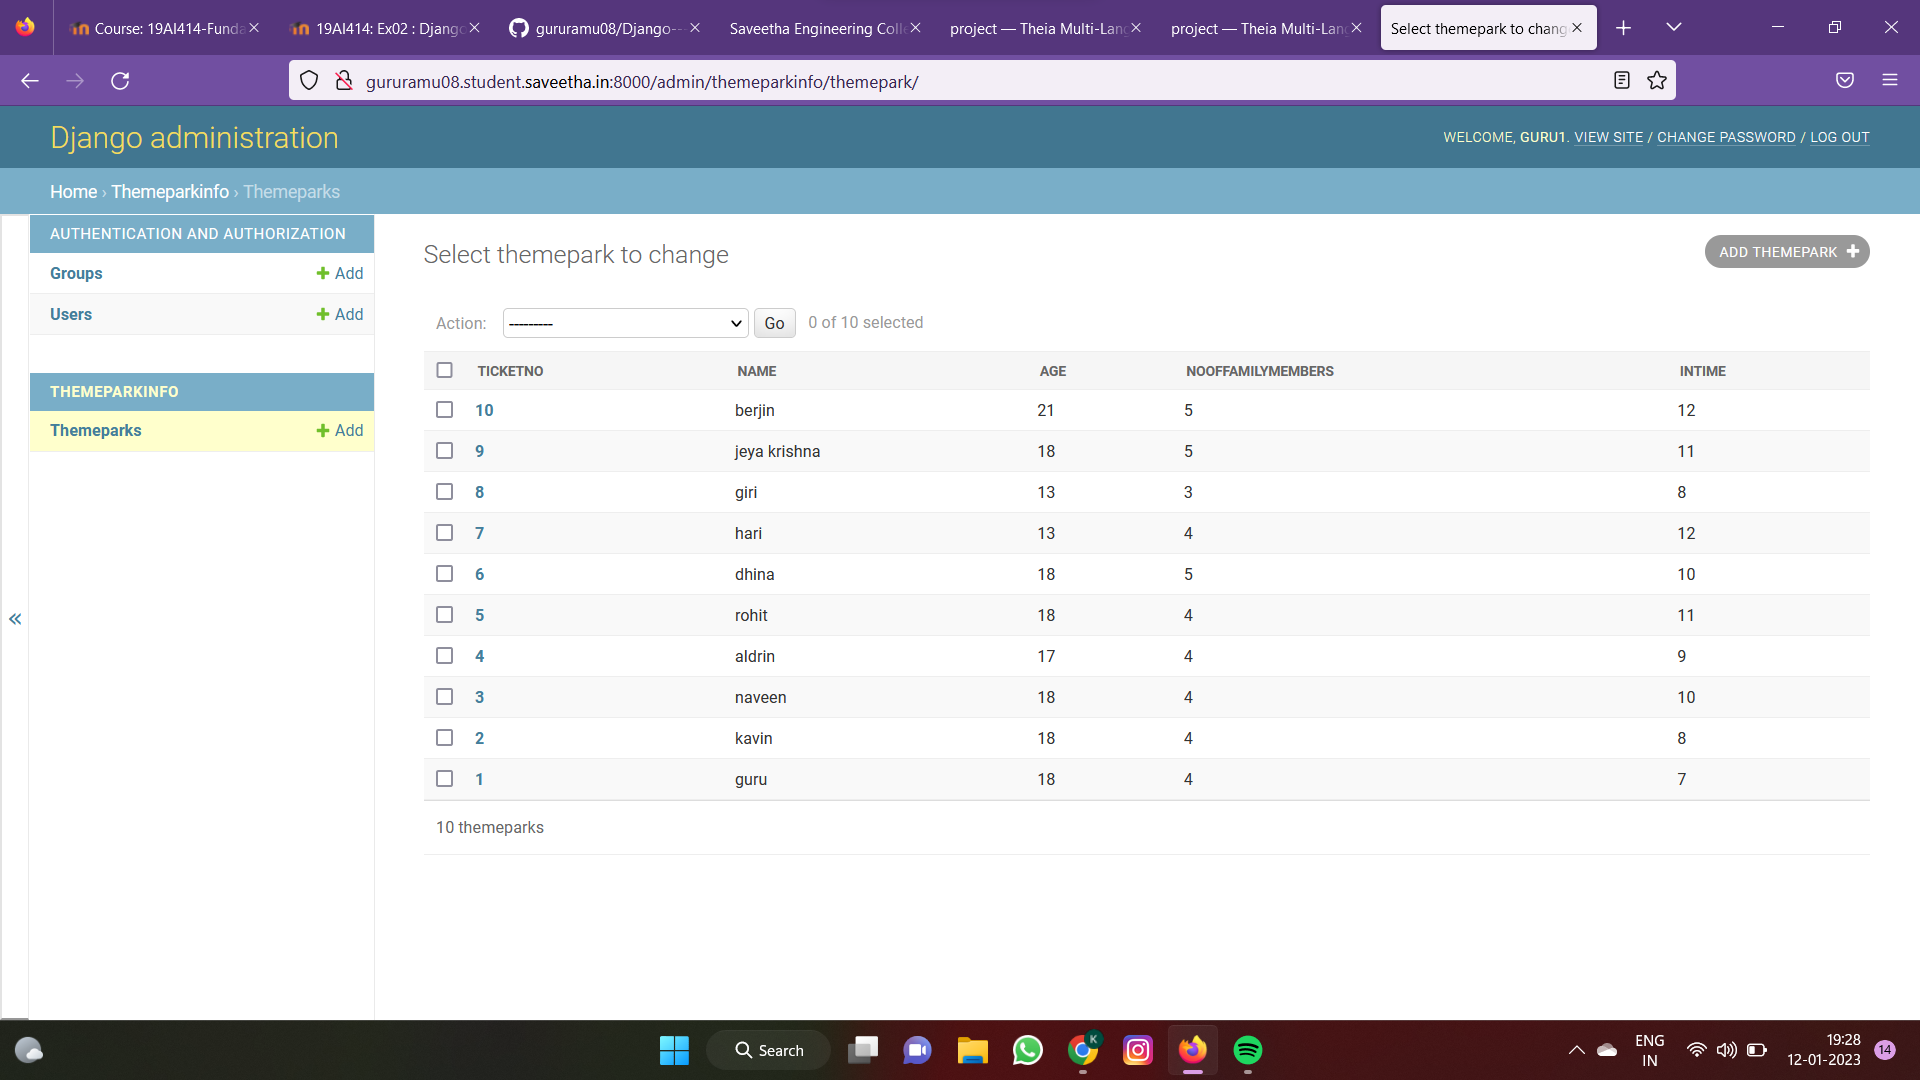 Course: 19AI414-Funda
19AI414: Ex02 : Django
gururamu08/Django--
Saveetha Engineering Coll
project — Theia Multi-Lang
project — Theia Multi-Lang
Select themepark to chang
gururamu08.student.saveetha.in:8000/admin/themeparkinfo/themepark/
Django administration
WELCOME, GURU1. VIEW SITE / CHANGE PASSWORD / LOG OUT
Home › Themeparkinfo › Themeparks
AUTHENTICATION AND AUTHORIZATION
Groups Add
Users Add
THEMEPARKINFO
Themeparks Add
«
Select themepark to change
ADD THEMEPARK
Action: --------- Go 0 of 10 selected
TICKETNO NAME AGE NOOFFAMILYMEMBERS INTIME
10 berjin 21 5 12
9 jeya krishna 18 5 11
8 giri 13 3 8
7 hari 13 4 12
6 dhina 18 5 10
5 rohit 18 4 11
4 aldrin 17 4 9
3 naveen 18 4 10
2 kavin 18 4 8
1 guru 18 4 7
10 themeparks
Search
K
ENG
IN
19:28
12-01-2023
14